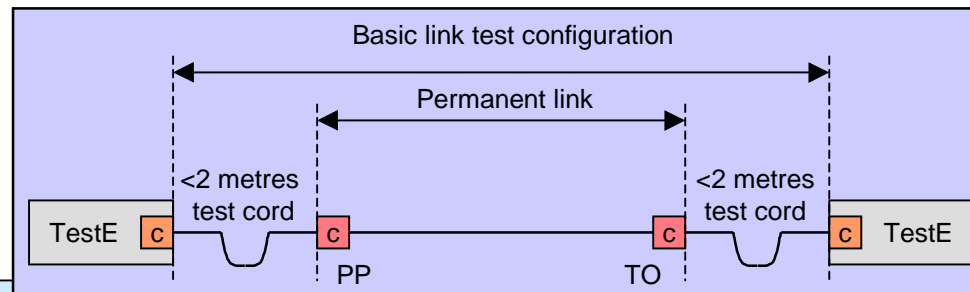 Basic link test configuration
Permanent link
<2 metres
test cord
<2 metres
test cord
TestE
c
c
c
c
TestE
PP
TO